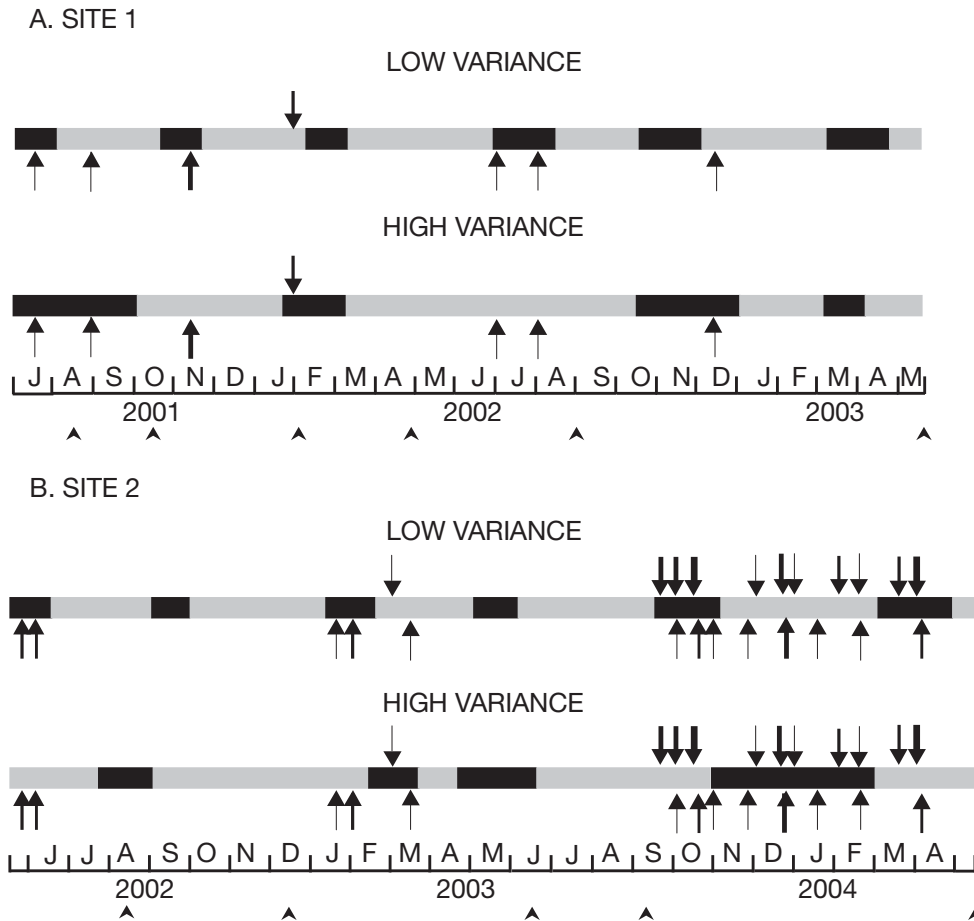 A. SITE 1
LOW VARIANCE
HIGH VARIANCE
J A S O N D J F M A M J J A S O N D J F M A M
2001 2002 2003
B. SITE 2
LOW VARIANCE
HIGH VARIANCE
J J A S O N D J F M A M J J S O N D J F M A
2002 2003 2004